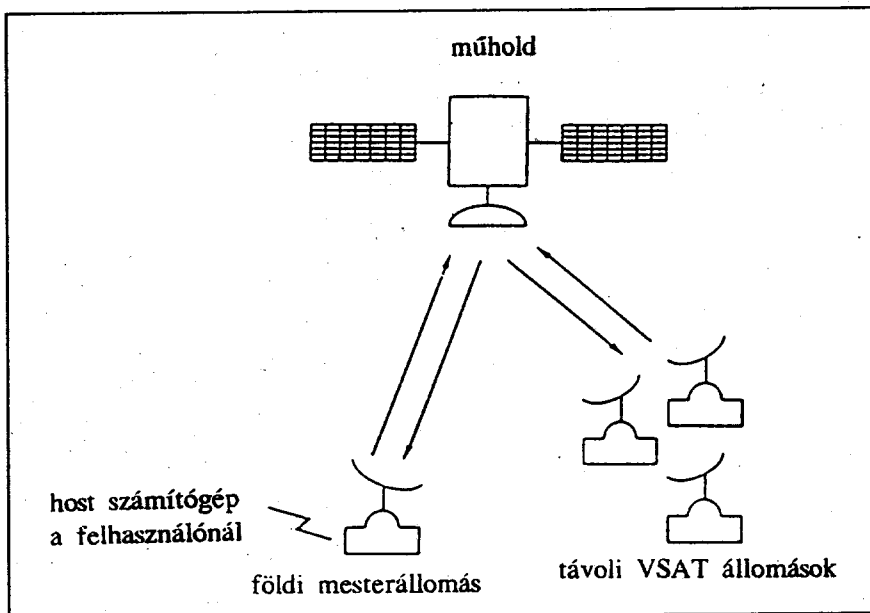 műhold
host számítógép
a felhasználónál
földi mesterállomás
távoli VSAT állomások